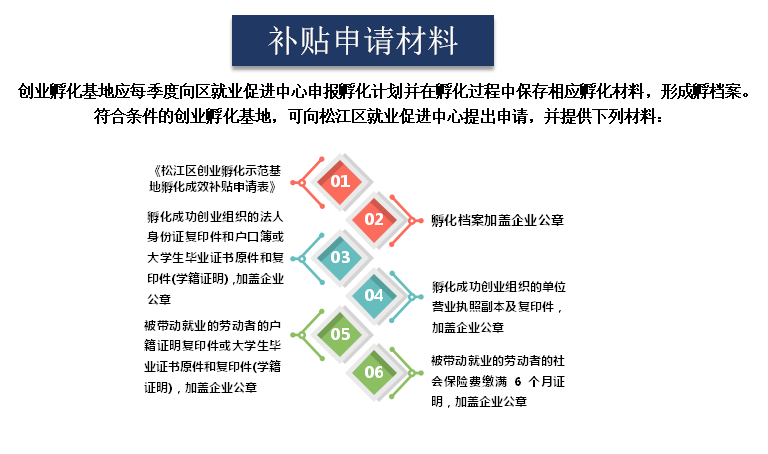 补贴申请材料
创业孵化基地应每季度向区就业促进中心申报孵化计划并在孵化过程中保存相应孵化材料，形成孵档案。
符合条件的创业孵化基地，可向松江区就业促进中心提出申请，并提供下列材料：
《松江区创业孵化示范基
地孵化成效补贴申请表》
01
02
孵化档案加盖企业公章
孵化成功创业组织的法人
身份证复印件和户口簿或
大学生毕业证书原件和复
印件(学籍证明) ,加盖企业
公章
03
04
孵化成功创业组织的单位
营业执照副本及复印件，
加盖企业公章
被带动就业的劳动者的户
籍证明复印件或大学生毕
业证书原件和复印件(学籍
证明)，加盖企业公章
05
06
被带动就业的劳动者的社
会保险费缴满 6 个月证
明，加盖企业公章